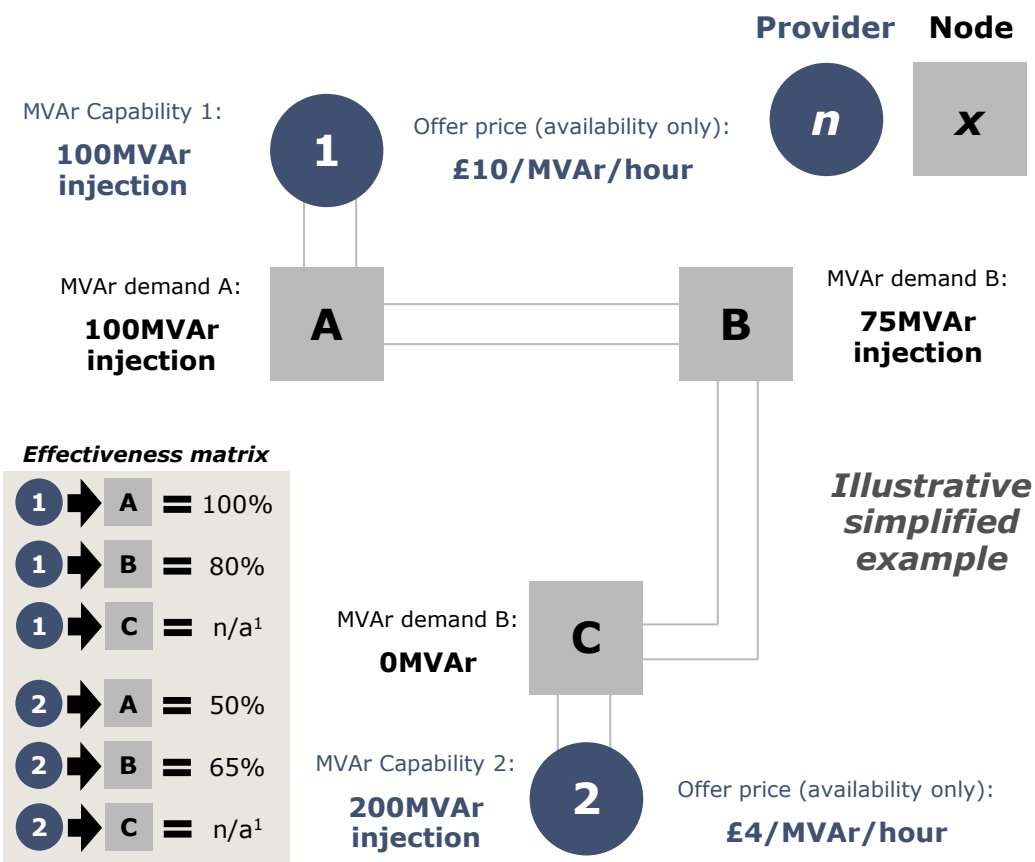 Provider Node
n x
MVAr Capability 1:
100MVAr
injection
1
Offer price (availability only):
£10/MVAr/hour
MVAr demand A:
100MVAr
injection
A
B
MVAr demand B:
75MVAr
injection
Effectiveness matrix
1 A = 100%
1 B = 80%
1 C = n/a¹
2 A = 50%
2 B = 65%
2 C = n/a¹
Illustrative
simplified
example
MVAr demand B:
0MVAr
C
MVAr Capability 2:
200MVAr
injection
2
Offer price (availability only):
£4/MVAr/hour